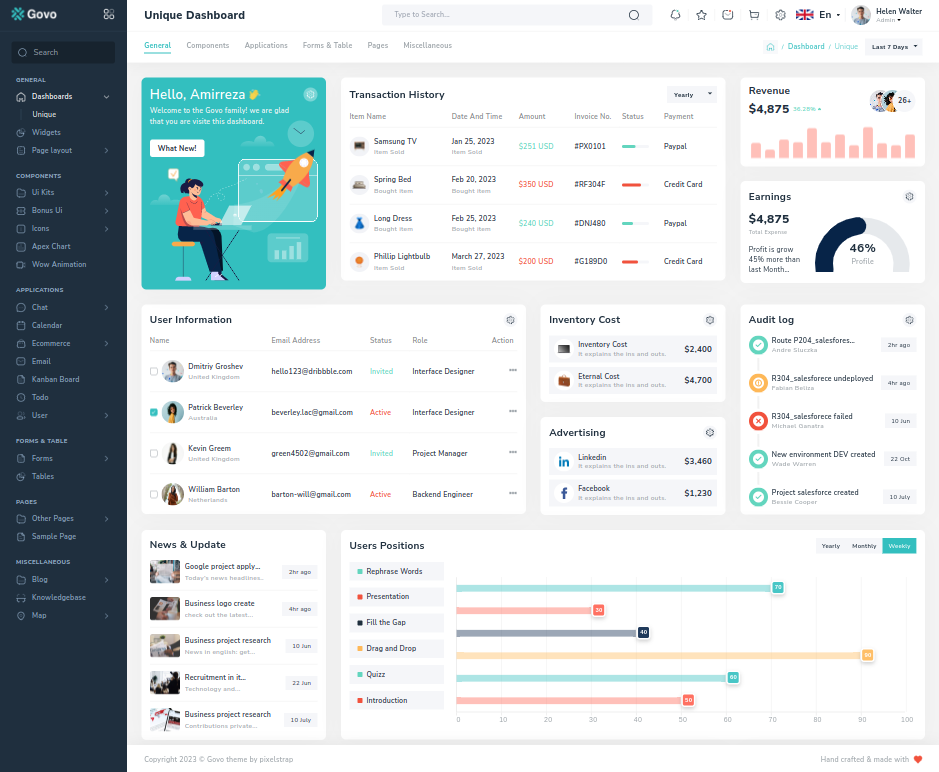 Govo
Search
GENERAL
Dashboards
Unique
Widgets
Page layout
COMPONENTS
Ui Kits
Bonus Ui
Icons
Apex Chart
Wow Animation
APPLICATIONS
Chat
Calendar
Ecommerce
Email
Kanban Board
Todo
User
FORMS & TABLE
Forms
Tables
PAGES
Other Pages
Sample Page
MISCELLANEOUS
Blog
Knowledgebase
Map
Unique Dashboard
Type to Search...
En
Helen Walter
Admin
General Components Applications Forms & Table Pages Miscellaneous
/ Dashboard / Unique
Last 7 Days
Hello, Amirreza
Welcome to the Govo family! we are glad
that you are visite this dashboard.
What New!
Transaction History
Yearly
Item Name Date And Time Amount Invoice No. Status Payment
Samsung TV Jan 25, 2023 $251 USD #PX0101 Paypal
Item Sold Item Sold
Spring Bed Feb 20, 2023 $350 USD #RF304F Credit Card
Bought Item Bought Item
Long Dress Feb 25, 2023 $240 USD #DNJ480 Paypal
Bought Item Bought Item
Phillip Lightbulb March 27, 2023 $200 USD #G189D0 Credit Card
Item Sold Item Sold
Revenue
$4,875 36.28%
26+
Earnings
$4,875
Total Expense
Profit is grow
45% more than
last Month...
46%
Profile
User Information
Name Email Address Status Role Action
Dmitriy Groshev hello123@dribbble.com Invited Interface Designer
United Kingdom
Patrick Beverley beverley.lac@gmail.com Active Interface Designer
Australia
Kevin Greem green4502@gmail.com Invited Project Manager
United Kingdom
William Barton barton-will@gmail.com Active Backend Engineer
Netherlands
Inventory Cost
Inventory Cost $2,400
It explains the ins and outs.
Eternal Cost $4,700
It explains the ins and outs.
Advertising
Linkedin $3,460
It explains the ins and outs.
Facebook $1,230
It explains the ins and outs.
Audit log
Route P204_salesfores... 2hr ago
Andre Sluczka
R304_salesforece undeployed 4hr ago
Fabian Beliza
R304_salesforece failed 10 Jun
Michael Ganatra
New environment DEV created 22 Oct
Wade Warren
Project salesforce created 10 July
Bessie Cooper
News & Update
Google project apply... 2hr ago
Today's news headlines..
Business logo create 4hr ago
check out the latest...
Business project research 10 Jun
News in english: get...
Recruitment in it... 22 Jun
Technology and...
Business project research 10 July
Contributions private...
Users Positions
Yearly Monthly Weekly
Rephrase Words
Presentation
Fill the Gap
Drag and Drop
Quizz
Introduction
70
30
40
90
60
50
0 10 20 30 40 50 60 70 80 90 100
Copyright 2023 © Govo theme by pixelstrap
Hand crafted & made with